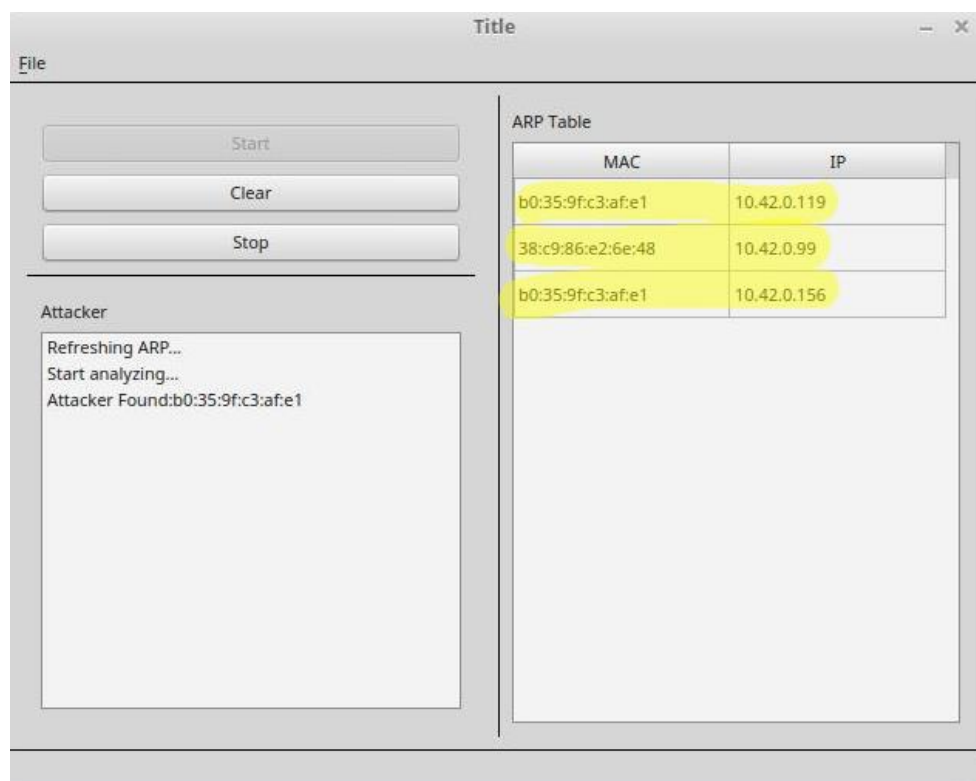 Title
File
Start
Clear
Stop
Attacker
Refreshing ARP...
Start analyzing...
Attacker Found:b0:35:9f:c3:af:e1
ARP Table
MAC IP
b0:35:9f:c3:af:e1 10.42.0.119
38:c9:86:e2:6e:48 10.42.0.99
b0:35:9f:c3:af:e1 10.42.0.156